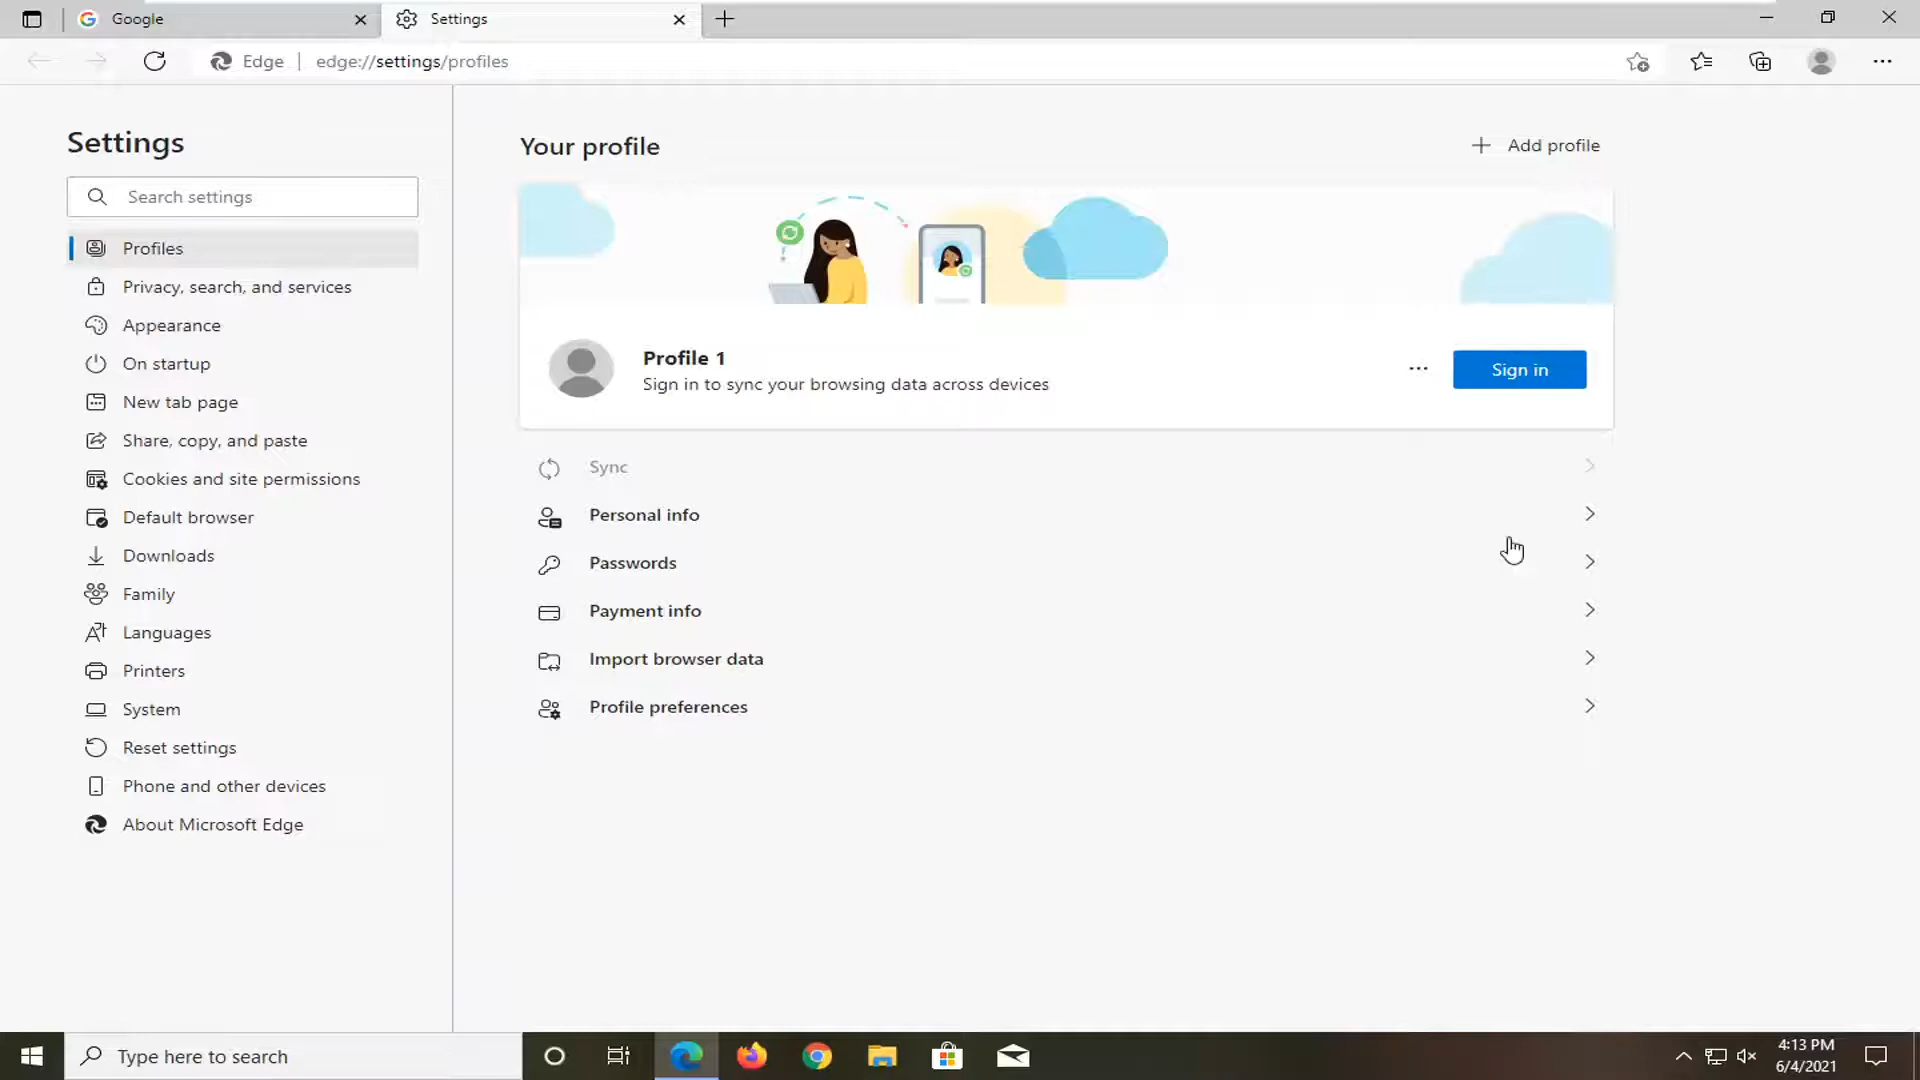 Google
Settings
Edge
edge://settings/profiles
Settings
Search settings
Profiles
Privacy, search, and services
Appearance
On startup
New tab page
Share, copy, and paste
Cookies and site permissions
Default browser
Downloads
Family
Languages
Printers
System
Reset settings
Phone and other devices
About Microsoft Edge
Your profile
Add profile
Profile 1
Sign in to sync your browsing data across devices
Sign in
Sync
Personal info
Passwords
Payment info
Import browser data
Profile preferences
Type here to search
4:13 PM
6/4/2021